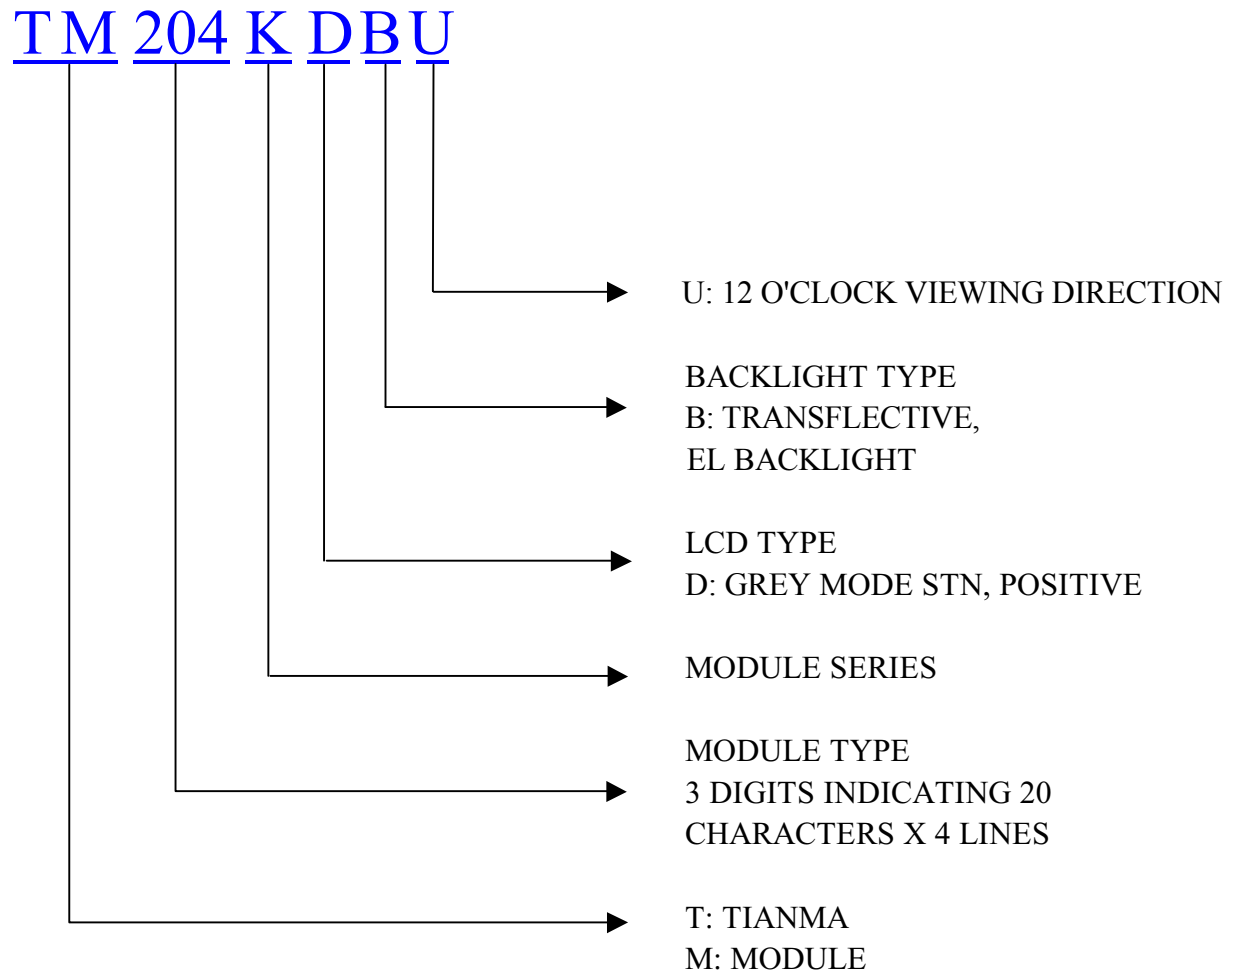 TM 204 K D B U
U: 12 O'CLOCK VIEWING DIRECTION
BACKLIGHT TYPE
B: TRANSFLECTIVE,
EL BACKLIGHT
LCD TYPE
D: GREY MODE STN, POSITIVE
MODULE SERIES
MODULE TYPE
3 DIGITS INDICATING 20
CHARACTERS X 4 LINES
T: TIANMA
M: MODULE